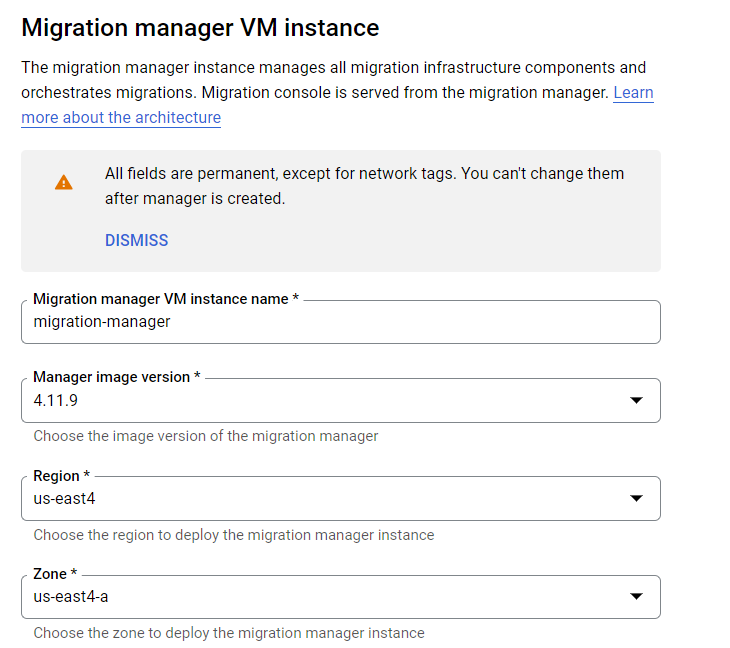 Migration manager VM instance
The migration manager instance manages all migration infrastructure components and
orchestrates migrations. Migration console is served from the migration manager. Learn
more about the architecture
All fields are permanent, except for network tags. You can't change them
after manager is created.
DISMISS
Migration manager VM instance name *
migration-manager
Manager image version *
4.11.9
Choose the image version of the migration manager
Region *
us-east4
Choose the region to deploy the migration manager instance
Zone *
us-east4-a
Choose the zone to deploy the migration manager instance